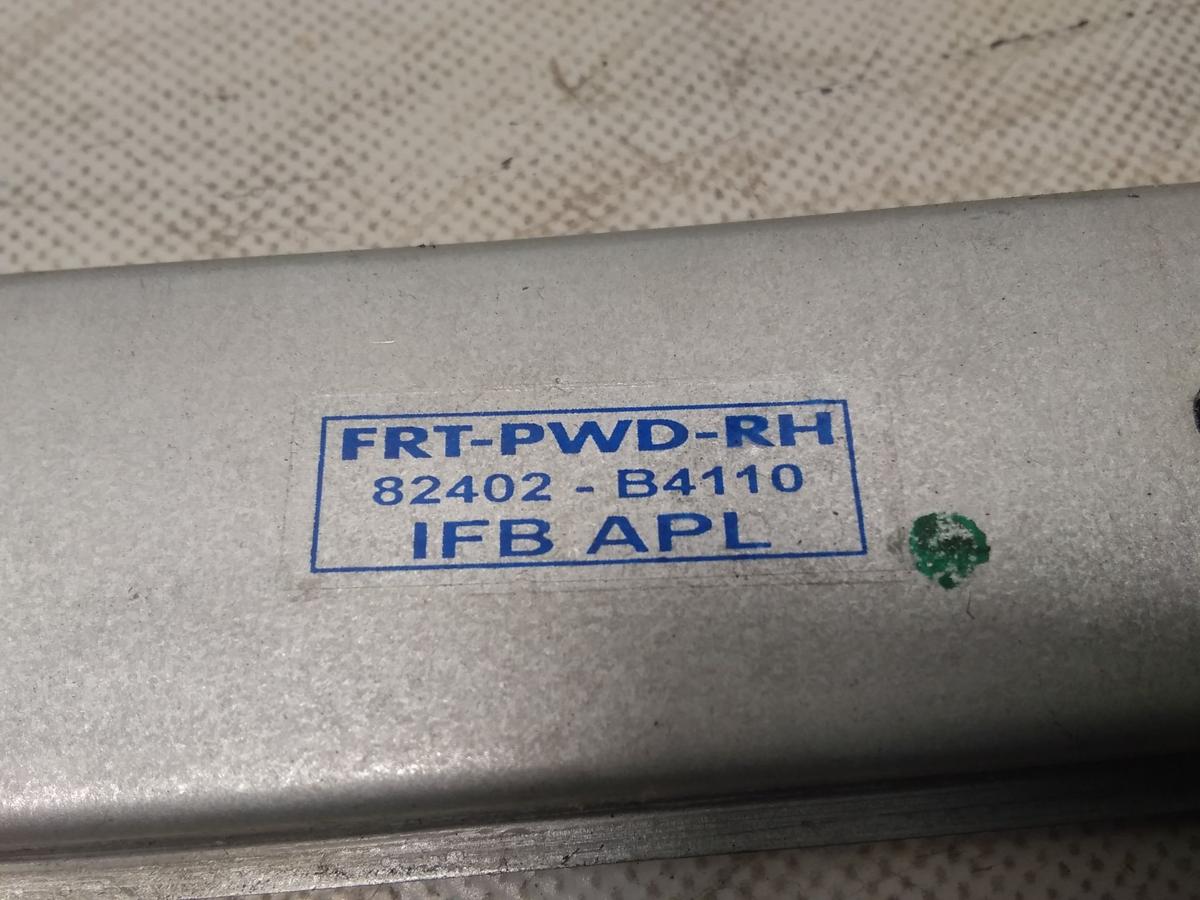 FRT-PWD-RH
82402 - B4110
IFB APL